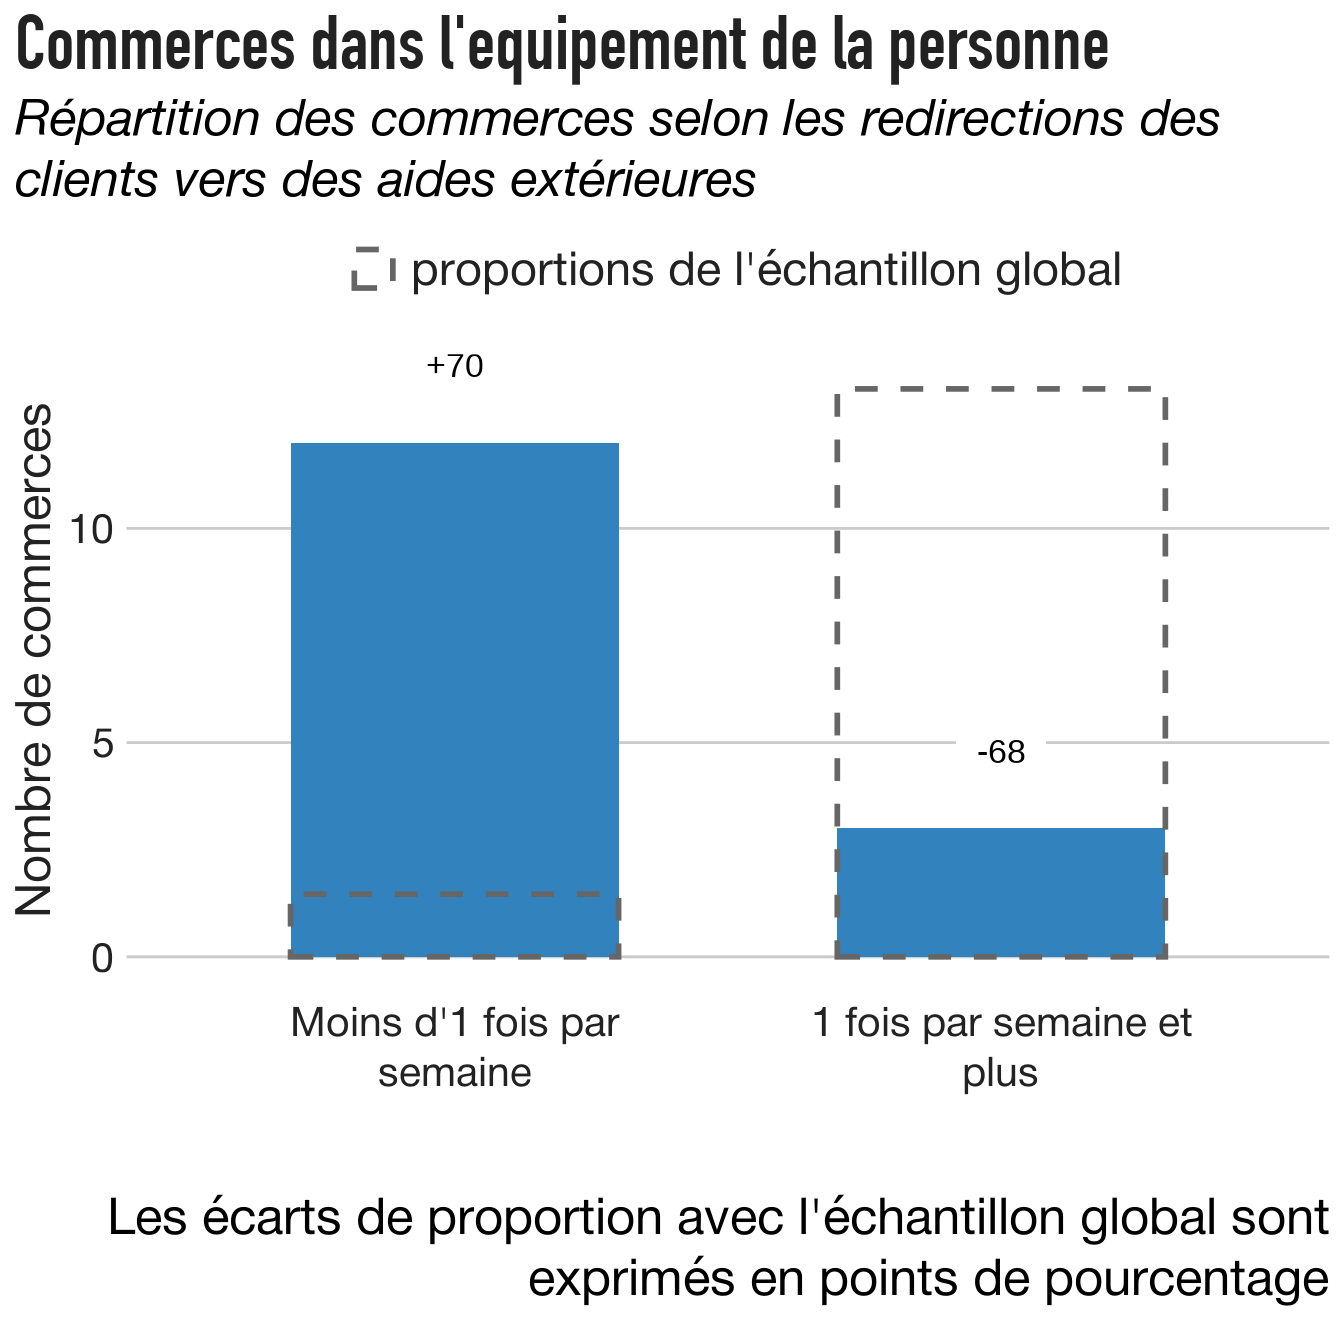 Commerces dans l'equipement de la personne
Répartition des commerces selon les redirections des
clients vers des aides extérieures
proportions de l'échantillon global
+70
Nombre de commerces
10
5
-68
0
Moins d'1 fois par
semaine
1 fois par semaine et
plus
Les écarts de proportion avec l'échantillon global sont
exprimés en points de pourcentage